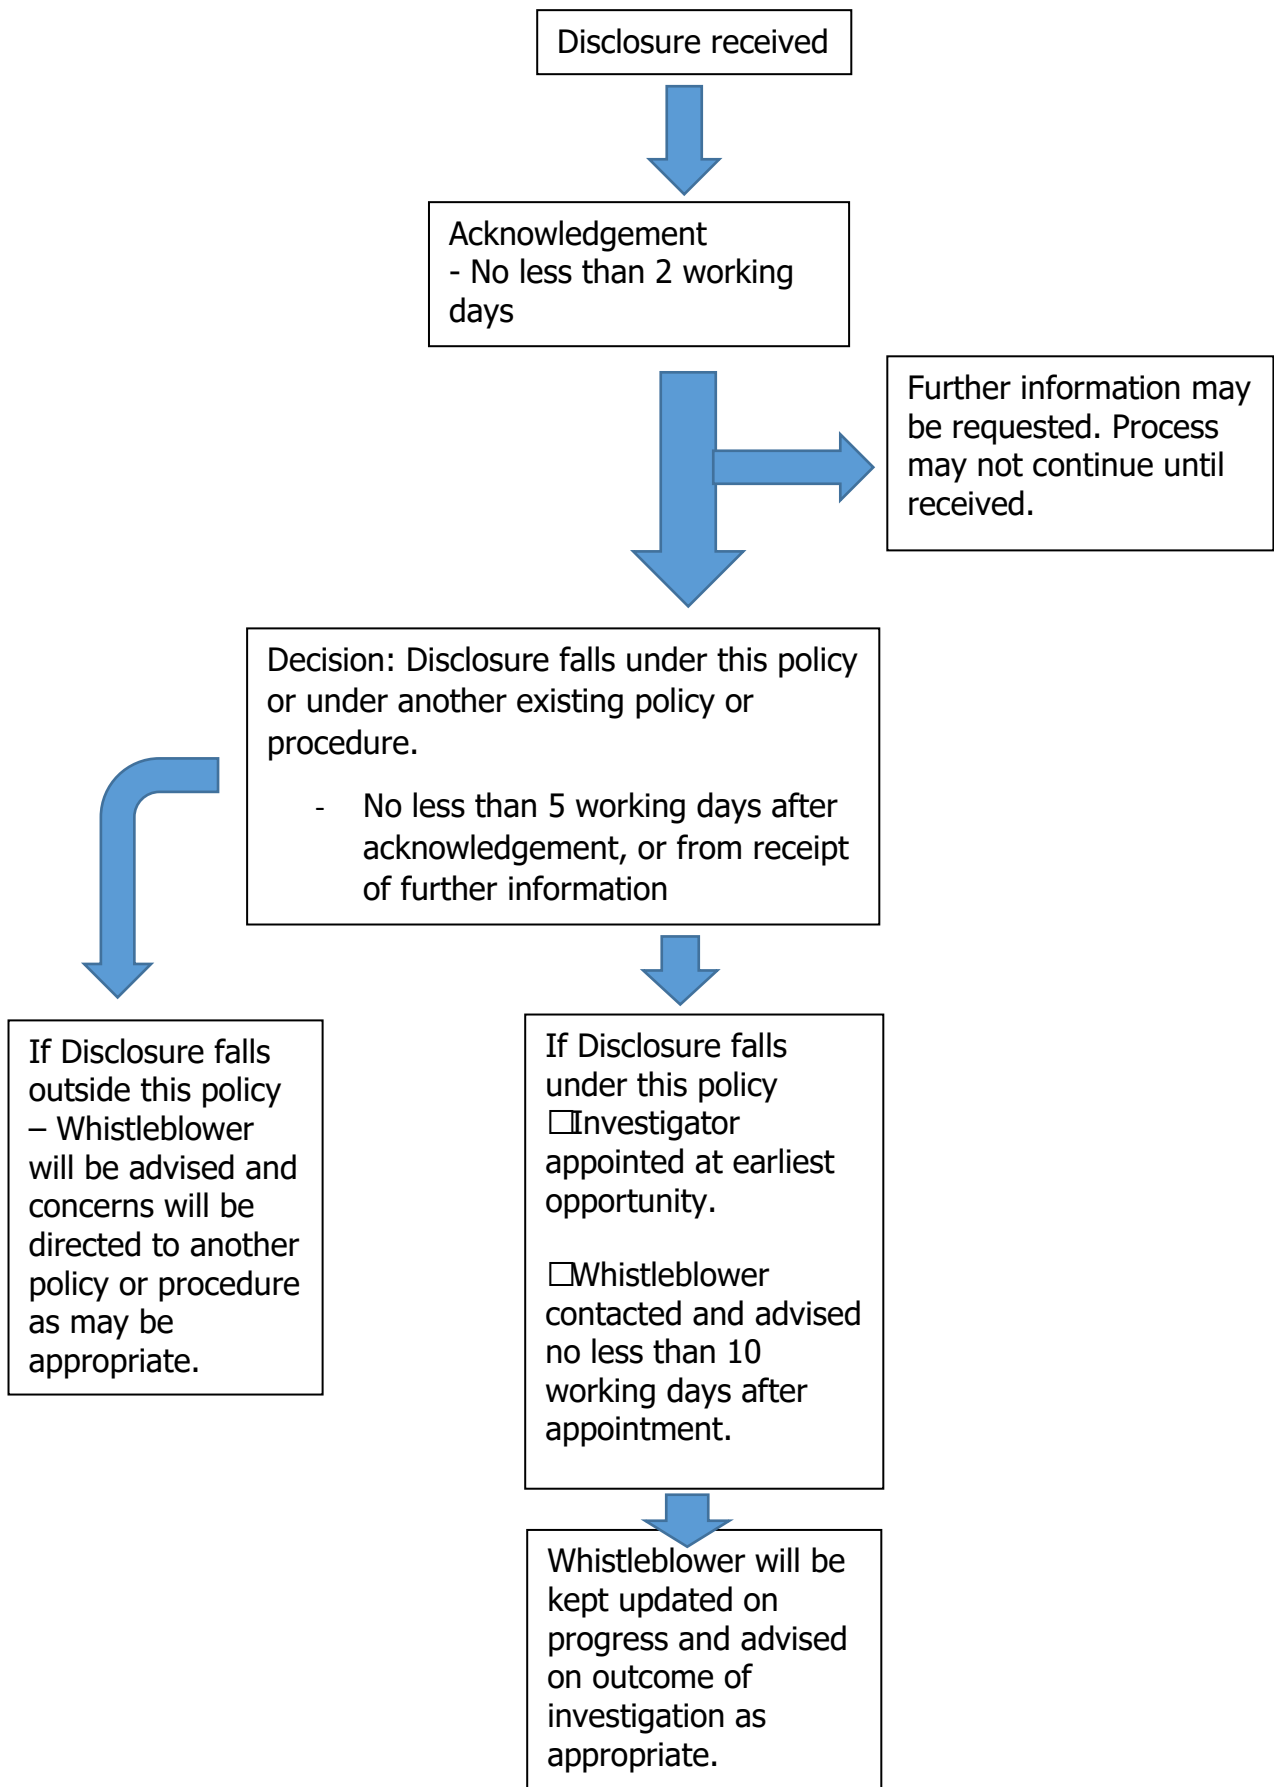 Disclosure received
Acknowledgement
- No less than 2 working
days
Further information may
be requested. Process
may not continue until
received.
Decision: Disclosure falls under this policy
or under another existing policy or
procedure.
- No less than 5 working days after
acknowledgement, or from receipt
of further information
If Disclosure falls
outside this policy
– Whistleblower
will be advised and
concerns will be
directed to another
policy or procedure
as may be
appropriate.
If Disclosure falls
under this policy
□Investigator
appointed at earliest
opportunity.
□Whistleblower
contacted and advised
no less than 10
working days after
appointment.
Whistleblower will be
kept updated on
progress and advised
on outcome of
investigation as
appropriate.